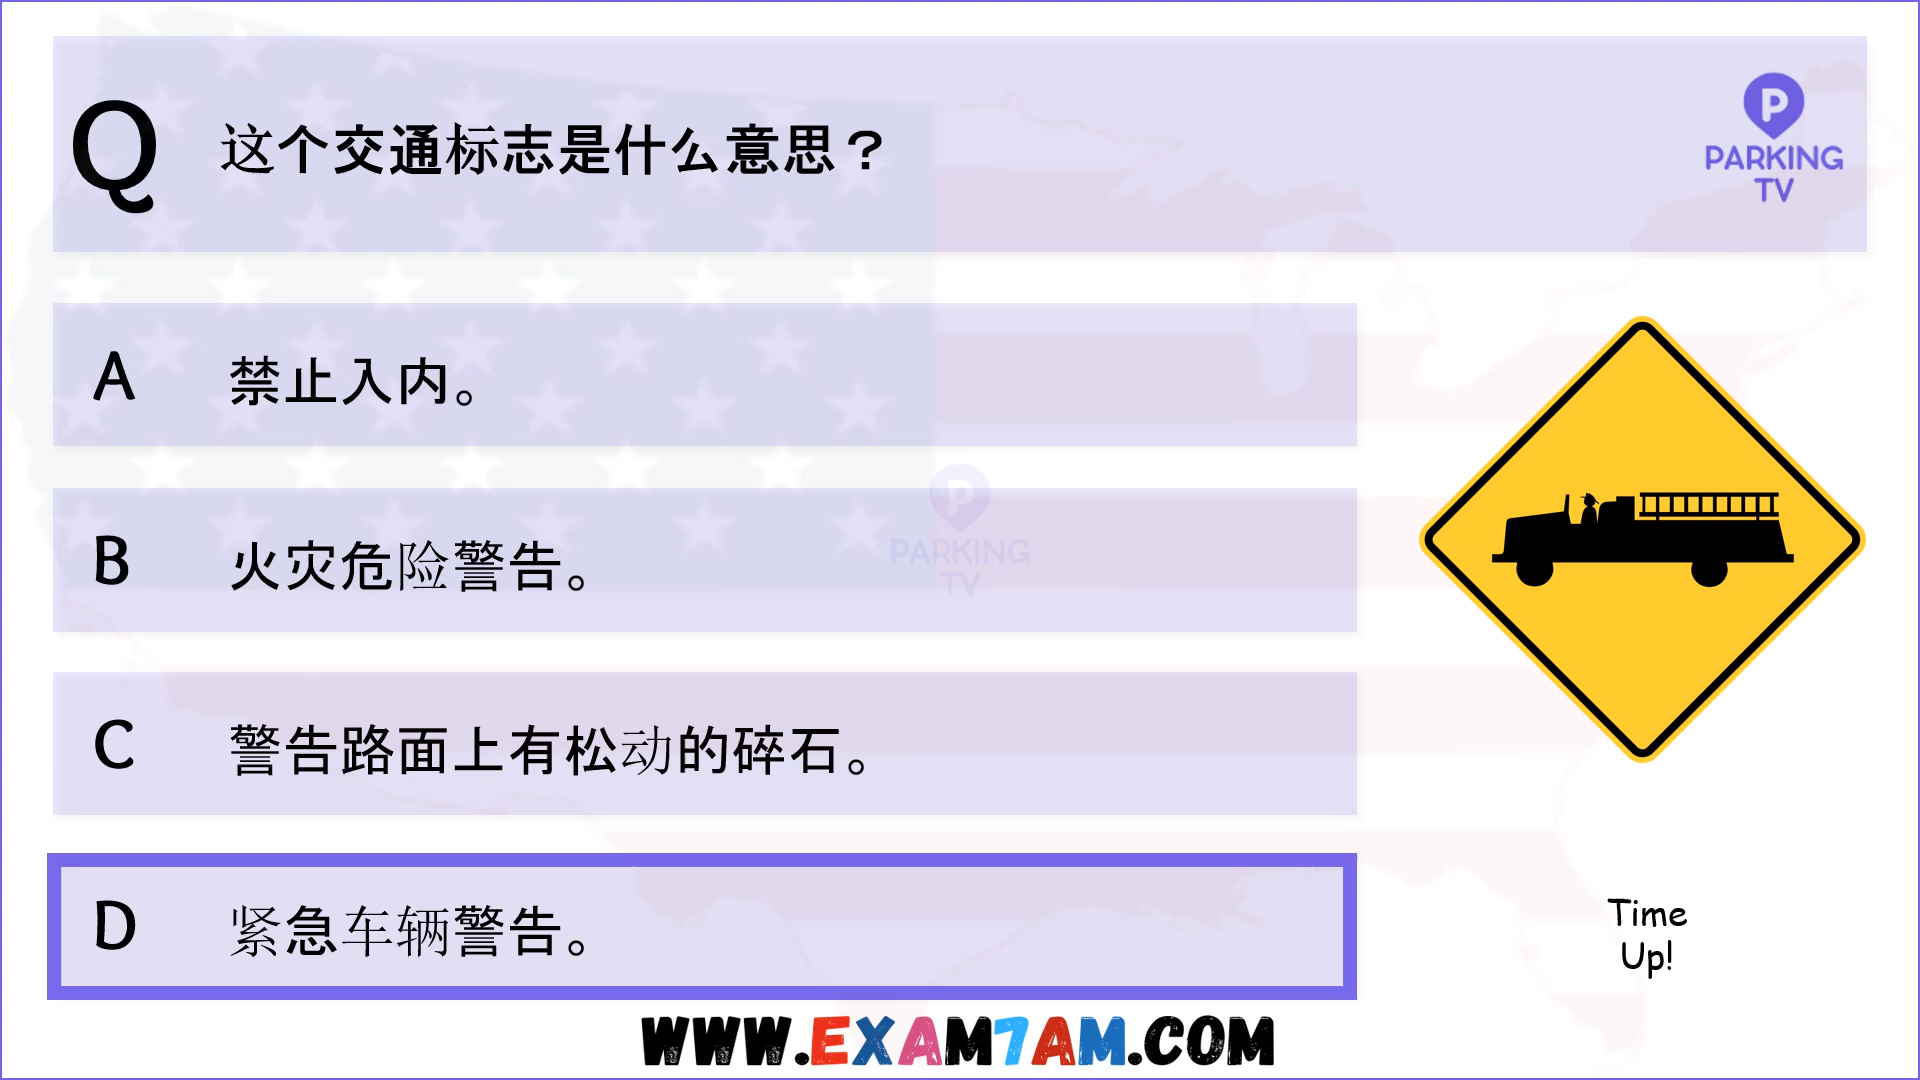 Q
这个交通标志是什么意思？
P
PARKING
TV
A
禁止入内。
B
火灾危险警告。
P
PARKING
TV
C
警告路面上有松动的碎石。
D
紧急车辆警告。
Time
Up!
WWW.EXAM7AM.COM